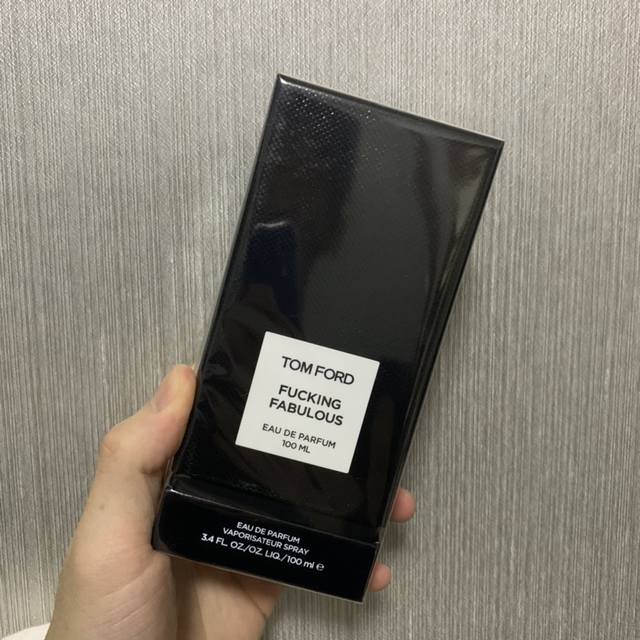 TOM FORD
FUCKING
FABULOUS
EAU DE PARFUM
100 ML
EAU DE PARFUM
VAPORISATEUR SPRAY
3.4 FL. OZ./OZ. LIQ./100 ml ℮